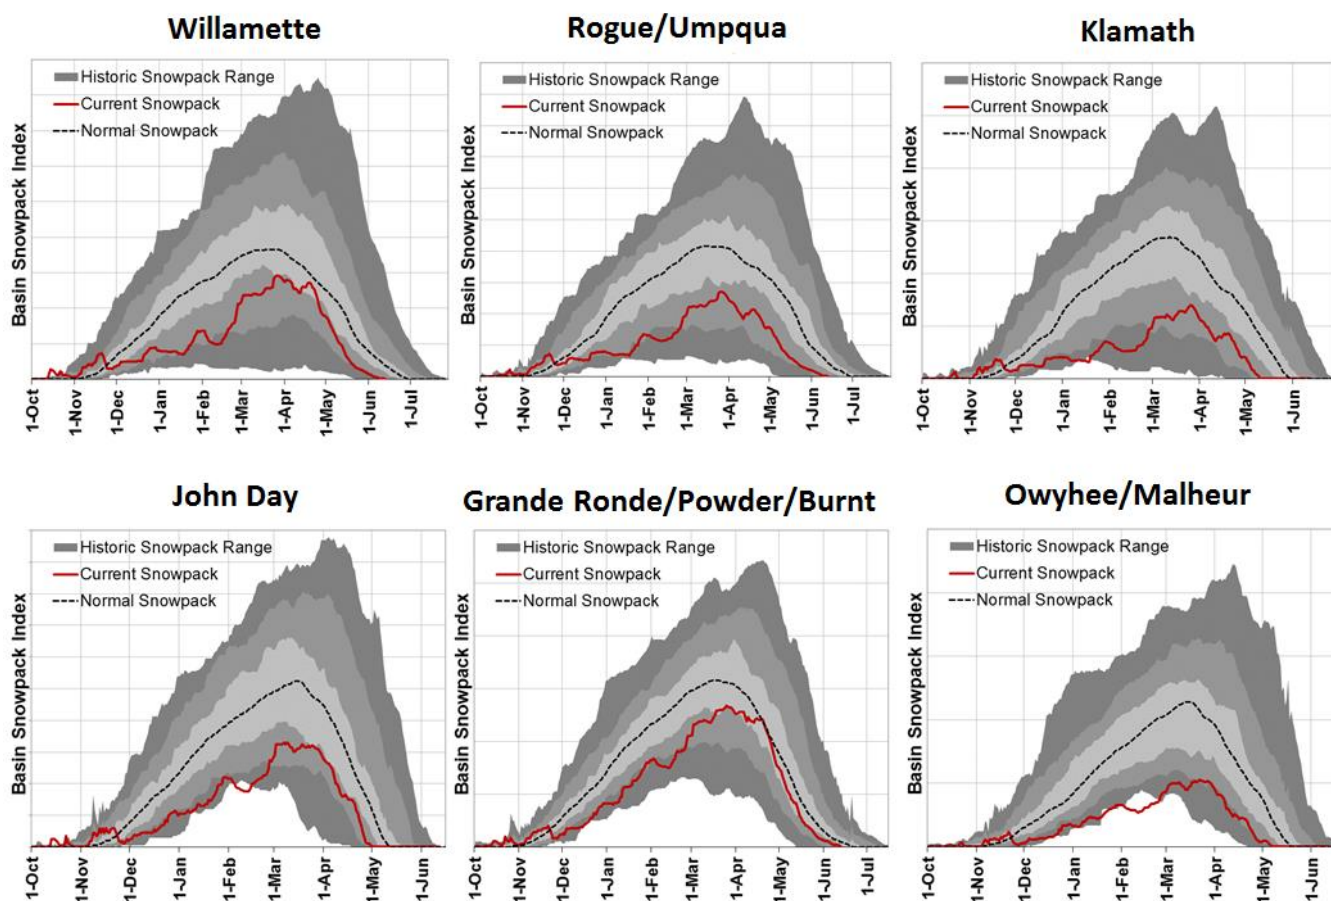 Willamette
Historic Snowpack Range
Current Snowpack
Normal Snowpack
Basin Snowpack Index
1-Oct
1-Nov
1-Dec
1-Jan
1-Feb
1-Mar
1-Apr
1-May
1-Jun
1-Jul
Rogue/Umpqua
Historic Snowpack Range
Current Snowpack
Normal Snowpack
Basin Snowpack Index
1-Oct
1-Nov
1-Dec
1-Jan
1-Feb
1-Mar
1-Apr
1-May
1-Jun
1-Jul
Klamath
Historic Snowpack Range
Current Snowpack
Normal Snowpack
Basin Snowpack Index
1-Oct
1-Nov
1-Dec
1-Jan
1-Feb
1-Mar
1-Apr
1-May
1-Jun
John Day
Historic Snowpack Range
Current Snowpack
Normal Snowpack
Basin Snowpack Index
1-Oct
1-Nov
1-Dec
1-Jan
1-Feb
1-Mar
1-Apr
1-May
1-Jun
Grande Ronde/Powder/Burnt
Historic Snowpack Range
Current Snowpack
Normal Snowpack
Basin Snowpack Index
1-Oct
1-Nov
1-Dec
1-Jan
1-Feb
1-Mar
1-Apr
1-May
1-Jun
1-Jul
Owyhee/Malheur
Historic Snowpack Range
Current Snowpack
Normal Snowpack
Basin Snowpack Index
1-Oct
1-Nov
1-Dec
1-Jan
1-Feb
1-Mar
1-Apr
1-May
1-Jun